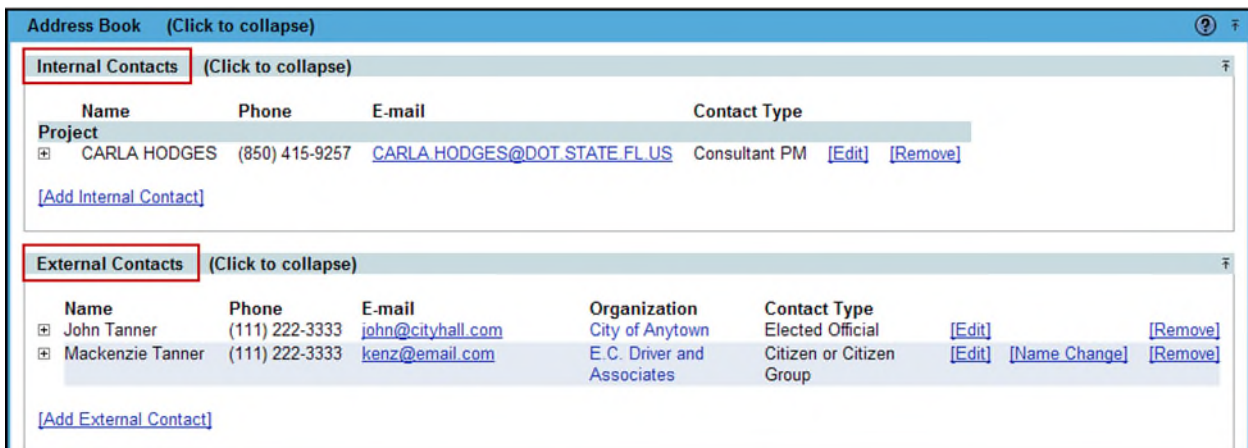 Address Book (Click to collapse)
Internal Contacts (Click to collapse)
Name Phone E-mail Contact Type
Project
CARLA HODGES (850) 415-9257 CARLA.HODGES@DOT.STATE.FL.US Consultant PM [Edit] [Remove]
[Add Internal Contact]
External Contacts (Click to collapse)
Name Phone E-mail Organization Contact Type
John Tanner (111) 222-3333 john@cityhall.com City of Anytown Elected Official [Edit] [Remove]
Mackenzie Tanner (111) 222-3333 kenz@email.com E.C. Driver and Citizen or Citizen [Edit] [Name Change] [Remove]
Associates Group
[Add External Contact]